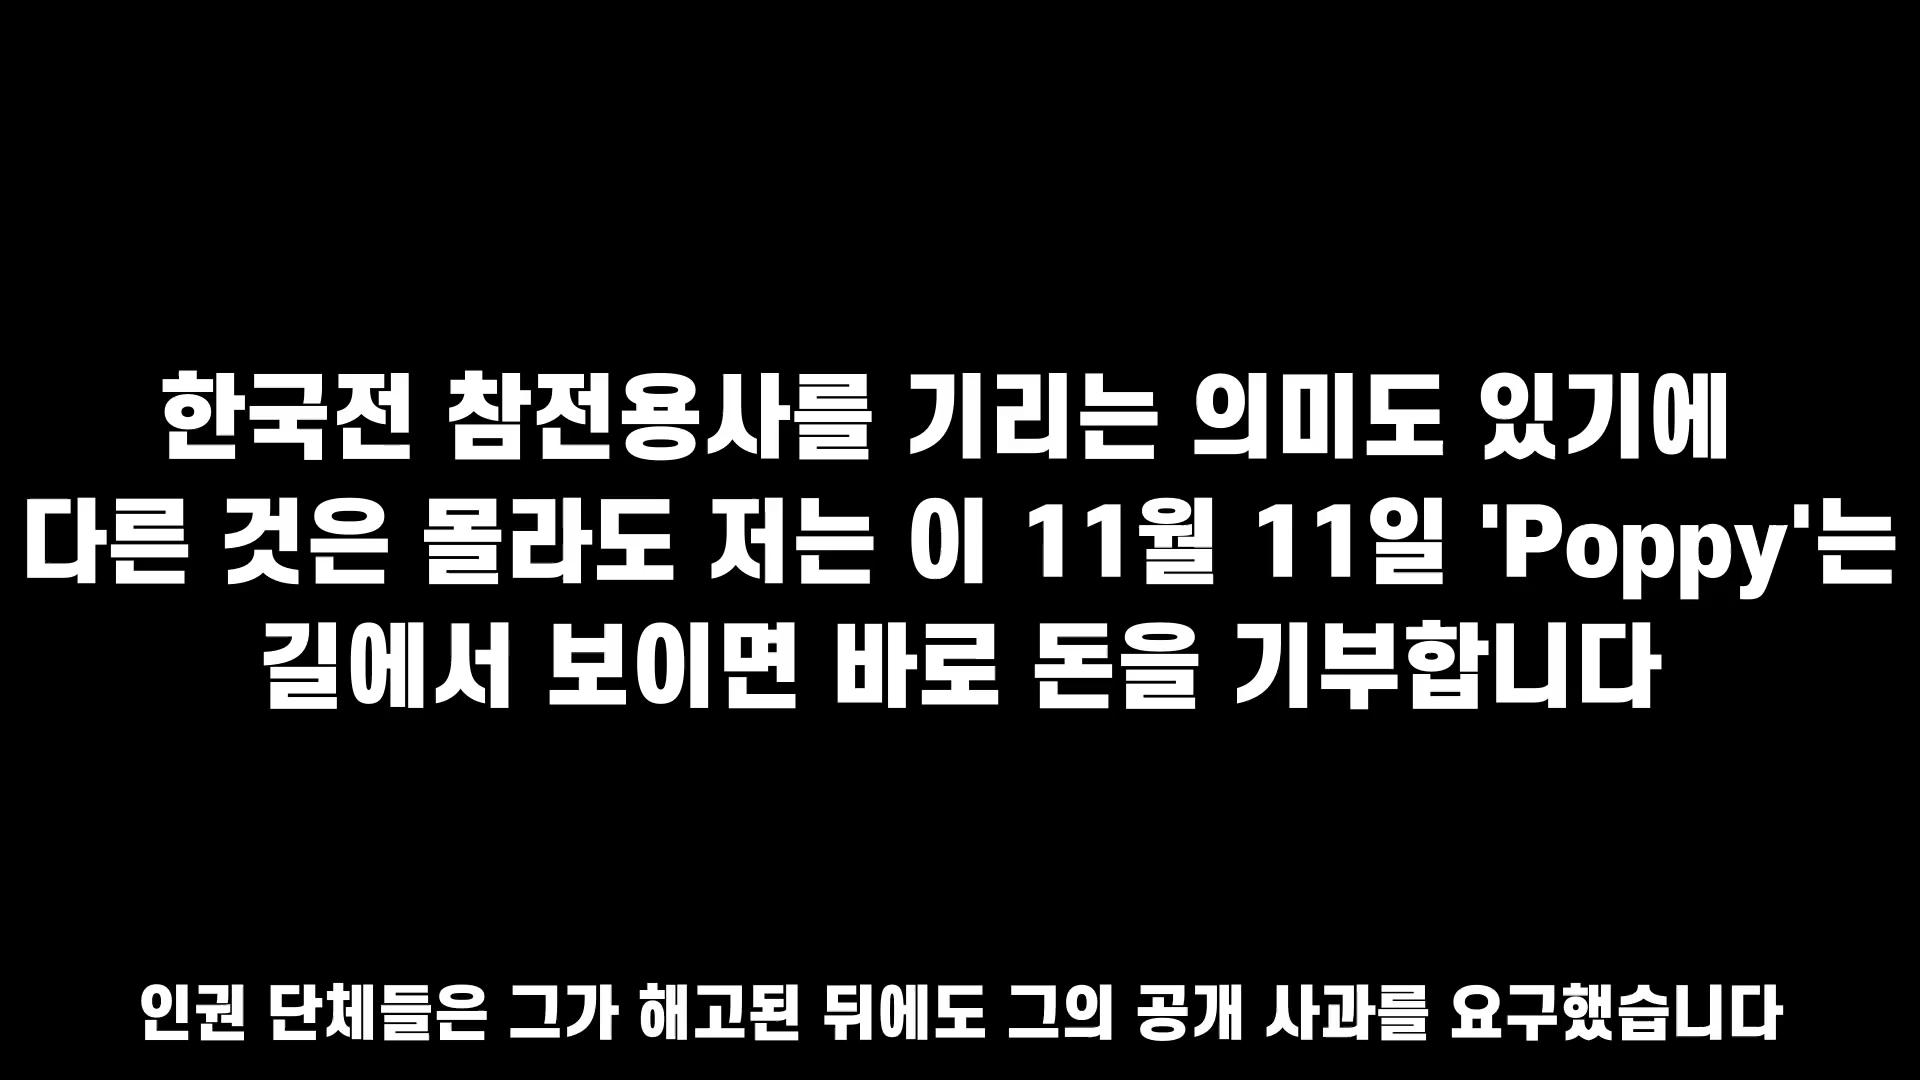 한국전 참전용사를 기리는 의미도 있기에
다른 것은 몰라도 저는 이 11월 11일 'Poppy'는
길에서 보이면 바로 돈을 기부합니다
인권 단체들은 그가 해고된 뒤에도 그의 공개 사과를 요구했습니다